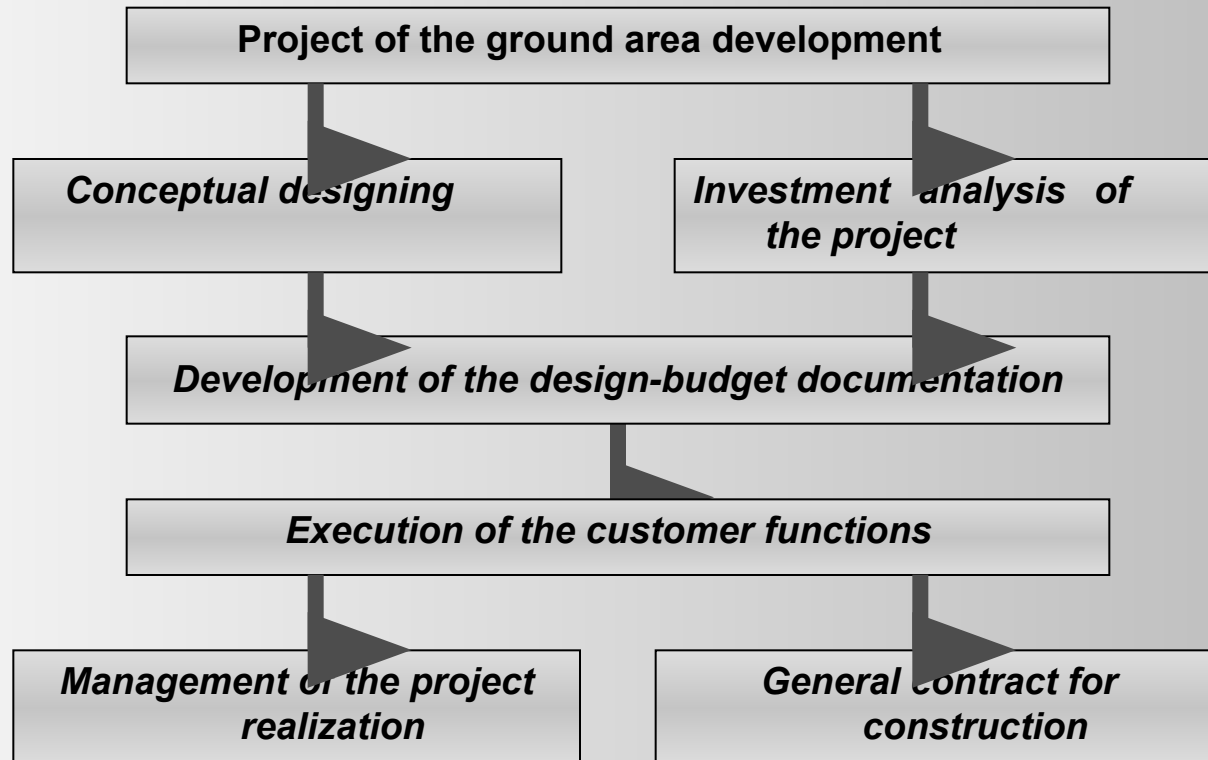 Project of the ground area development
Conceptual designing
Investment analysis of
the project
Development of the design-budget documentation
Execution of the customer functions
Management of the project
realization
General contract for
construction